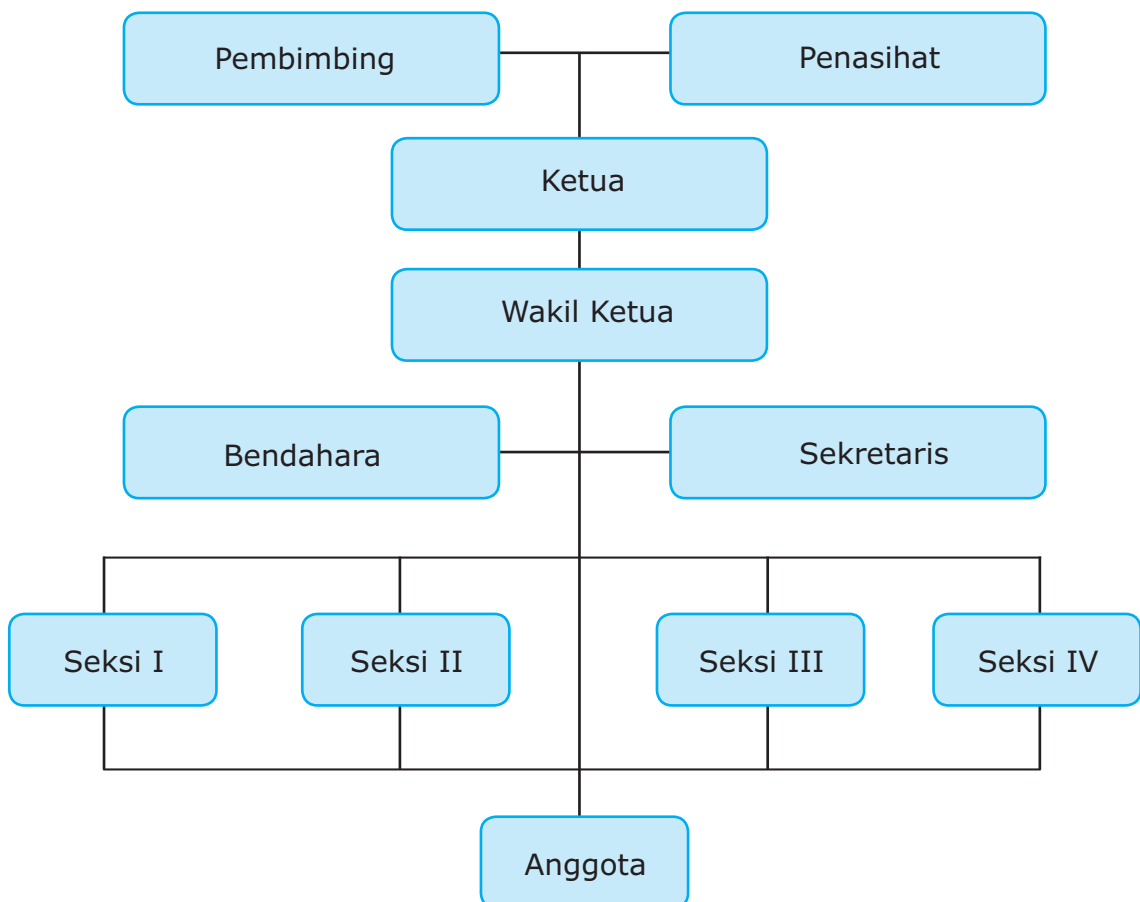 Pembimbing
Penasihat
Ketua
Wakil Ketua
Bendahara
Sekretaris
Seksi I
Seksi II
Seksi III
Seksi IV
Anggota